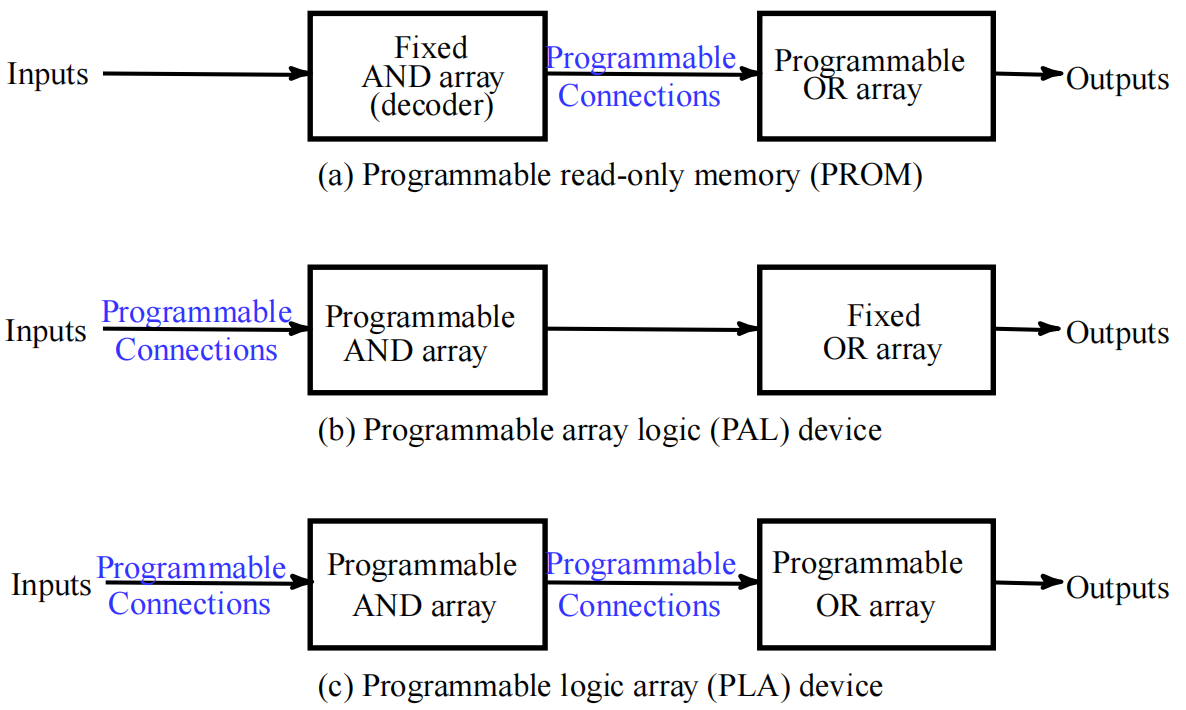 Inputs
Fixed
AND array
(decoder)
Programmable
Connections
Programmable
OR array
Outputs
(a) Programmable read-only memory (PROM)
Inputs
Programmable
Connections
Programmable
AND array
Fixed
OR array
Outputs
(b) Programmable array logic (PAL) device
Inputs
Programmable
Connections
Programmable
AND array
Programmable
Connections
Programmable
OR array
Outputs
(c) Programmable logic array (PLA) device